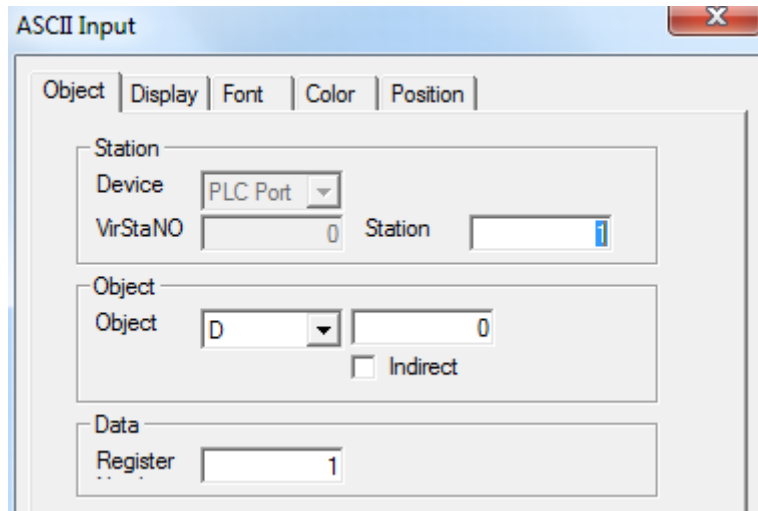 ASCII Input
Object Display Font Color Position
Station
Device PLC Port
VirStaNO 0 Station 1
Object
Object D 0
Indirect
Data
Register 1